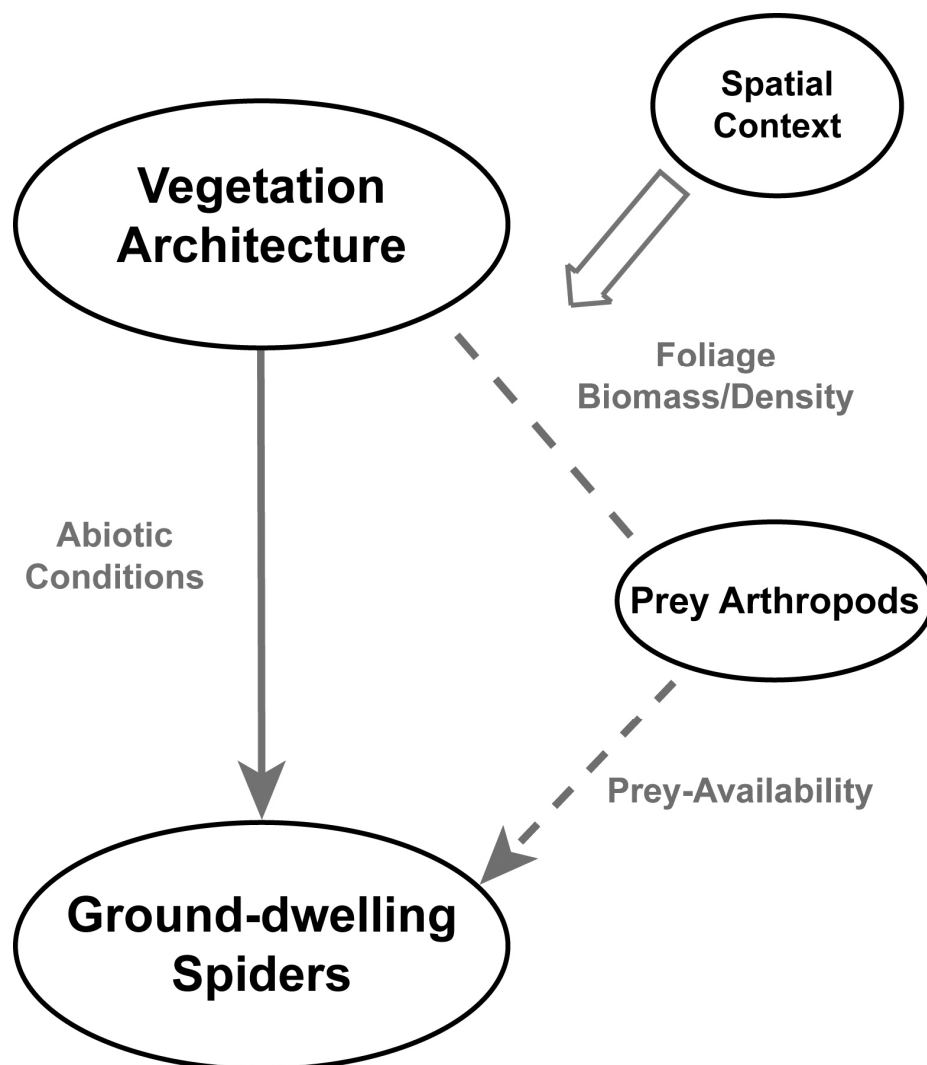 Spatial
Context
Vegetation
Architecture
Foliage
Biomass/Density
Abiotic
Conditions
Prey Arthropods
Prey-Availability
Ground-dwelling
Spiders